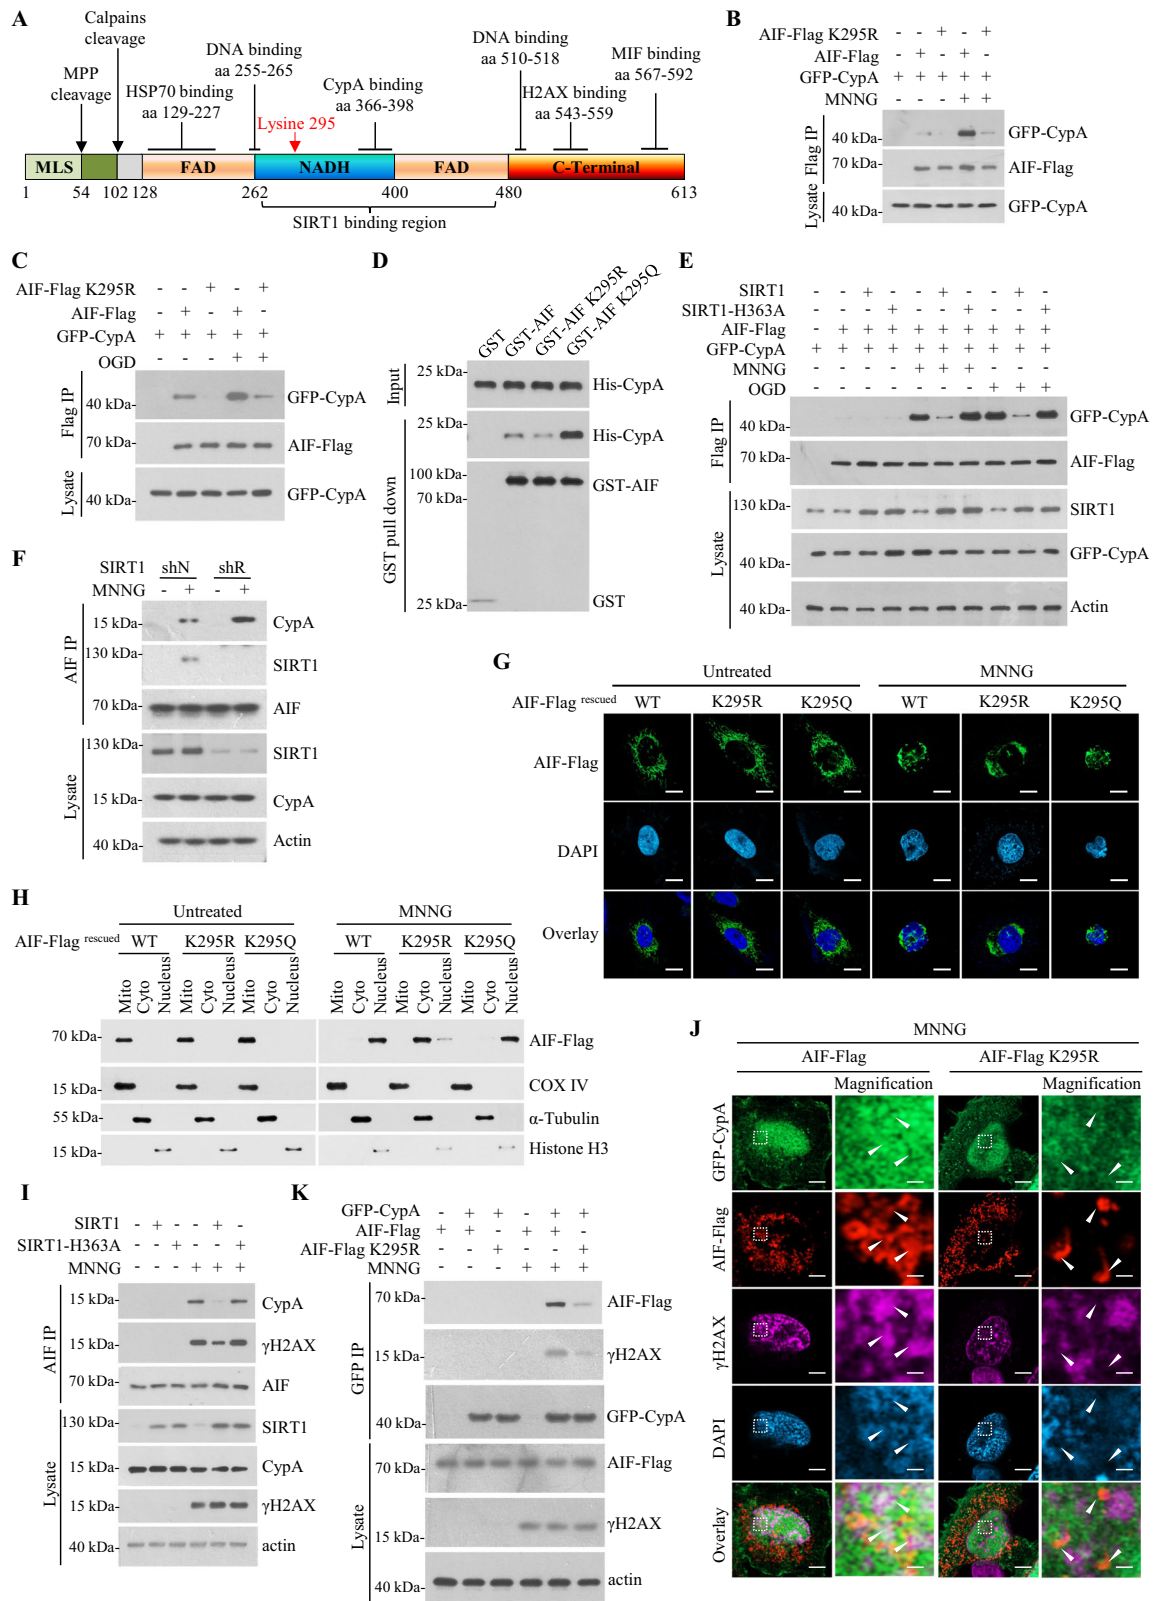 A
Calpains
cleavage
MPP
cleavage
DNA binding
aa 255-265
HSP70 binding
aa 129-227
CypA binding
aa 366-398
Lysine 295
DNA binding
aa 510-518
MIF binding
aa 567-592
H2AX binding
aa 543-559
MLS FAD NADH FAD C-Terminal
1 54 102 128 262 400 480 613
SIRT1 binding region
B
AIF-Flag K295R - - + - +
AIF-Flag - + - + -
GFP-CypA + + + + +
MNNG - - - + +
Flag IP
40 kDa- GFP-CypA
70 kDa- AIF-Flag
Lysate
40 kDa- GFP-CypA
C
AIF-Flag K295R - - + - +
AIF-Flag - + - + -
GFP-CypA + + + + +
OGD - - - + +
Flag IP
40 kDa- GFP-CypA
70 kDa- AIF-Flag
Lysate
40 kDa- GFP-CypA
D
GST GST-AIF GST-AIF K295R GST-AIF K295Q
Input
25 kDa- His-CypA
GST pull down
25 kDa- His-CypA
100 kDa- GST-AIF
70 kDa-
25 kDa- GST
E
SIRT1 - - + - - + - - + -
SIRT1-H363A - - - + - - + - - +
AIF-Flag - + + + + + + + + +
GFP-CypA + + + + + + + + + +
MNNG - - - - + + + - - -
OGD - - - - - - - + + +
Flag IP
40 kDa- GFP-CypA
70 kDa- AIF-Flag
Lysate
130 kDa- SIRT1
40 kDa- GFP-CypA
40 kDa- Actin
F
SIRT1 shN shR
MNNG - + - +
AIF IP
15 kDa- CypA
130 kDa- SIRT1
70 kDa- AIF
Lysate
130 kDa- SIRT1
15 kDa- CypA
40 kDa- Actin
G
Untreated MNNG
AIF-Flag rescued WT K295R K295Q WT K295R K295Q
AIF-Flag
DAPI
Overlay
H
Untreated MNNG
AIF-Flag rescued WT K295R K295Q WT K295R K295Q
Mito Cyto Nucleus Mito Cyto Nucleus Mito Cyto Nucleus Mito Cyto Nucleus Mito Cyto Nucleus Mito Cyto Nucleus
70 kDa- AIF-Flag
15 kDa- COX IV
55 kDa- α-Tubulin
15 kDa- Histone H3
I
SIRT1 - + - - + -
SIRT1-H363A - - + - - +
MNNG - - - + + +
AIF IP
15 kDa- CypA
15 kDa- γH2AX
70 kDa- AIF
Lysate
130 kDa- SIRT1
15 kDa- CypA
15 kDa- γH2AX
40 kDa- actin
K
GFP-CypA - + + - + +
AIF-Flag + + - + + -
AIF-Flag K295R - - + - - +
MNNG - - - + + +
GFP IP
70 kDa- AIF-Flag
15 kDa- γH2AX
40 kDa- GFP-CypA
Lysate
70 kDa- AIF-Flag
15 kDa- γH2AX
40 kDa- actin
J
MNNG
AIF-Flag AIF-Flag K295R
Magnification Magnification
GFP-CypA
AIF-Flag
γH2AX
DAPI
Overlay